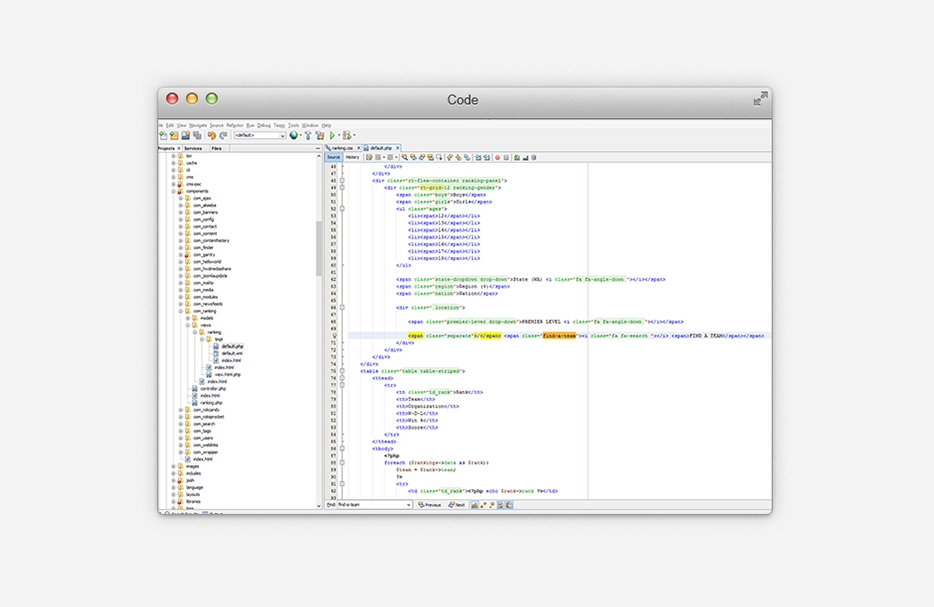 Code
File Edit View Navigate Source Refactor Run Debug Team Tools Window Help
<default>
Projects Services Files
bin
cache
cli
cms
components
com_ajax
com_akeeba
com_banners
com_config
com_contact
com_content
com_contenthistory
com_finder
com_gantry
com_helloworld
com_hwdmediashare
com_joomlaupdate
com_mailto
com_media
com_modules
com_newsfeeds
com_ranking
models
views
ranking
tmpl
default.php
default.xml
index.html
index.html
view.html.php
index.html
controller.php
index.html
ranking.php
com_rokcandy
com_roksprocket
com_search
com_tags
com_users
com_weblinks
com_wrapper
index.html
images
includes
josh
language
layouts
libraries
logs
ranking.css default.php
Source History
46 </div>
47 </div>
48 <div class="rt-flex-container ranking-panel">
49 <div class="rt-grid-12 ranking-gender">
50 <span class="boys">Boys</span>
51 <span class="girls">Girls</span>
52 <ul class="ages">
53 <li><span>12</span></li>
54 <li><span>13</span></li>
55 <li><span>14</span></li>
56 <li><span>15</span></li>
57 <li><span>16</span></li>
58 <li><span>17</span></li>
59 <li><span>18</span></li>
60 </ul>
61
62 <span class="state-dropdown drop-down">State (WA) <i class="fa fa-angle-down "></i></span>
63 <span class="region">Region (4)</span>
64 <span class="nation">Nation</span>
65
66 <div class=" location">
67
68 <span class="premier-lever drop-down">PREMIER LEVEL <i class="fa fa-angle-down "></i></span>
69
<span class="separate">/</span> <span class="find-a-team"><i class="fa fa-search "></i> <span>FIND A TEAM</span></span>
71 </div>
72 </div>
73 </div>
74 </div>
75 <table class="table table-striped">
76 <thead>
77 <tr>
78 <th class="td_rank">Rank</th>
79 <th>Team</th>
80 <th>Organization</th>
81 <th>W-D-L</th>
82 <th>Win %</th>
83 <th>Score</th>
84 </tr>
85 </thead>
86 <tbody>
87 <?php
88 foreach ($rankings->data as $rank):
89 $team = $rank->team;
90 ?>
91 <tr>
92 <td class="td_rank"><?php echo $rank->rank ?></td>
Find: find-a-team Previous Next